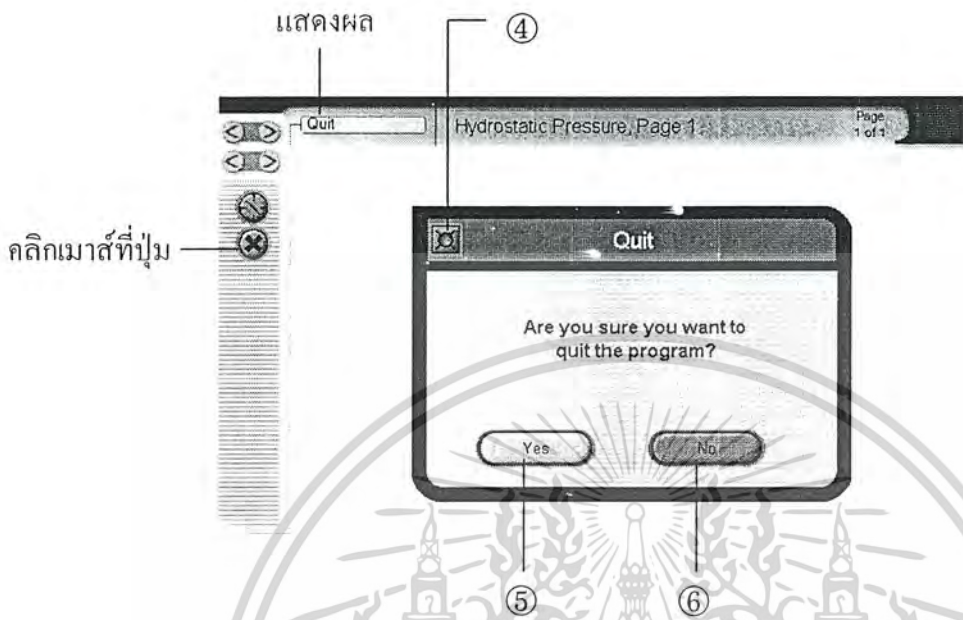 แสดงผล
④
Quit
Hydrostatic Pressure, Page 1
Page
1 of 1
คลิกเมาส์ที่ปุ่ม
Quit
Are you sure you want to
quit the program?
Yes
No
⑤
⑥